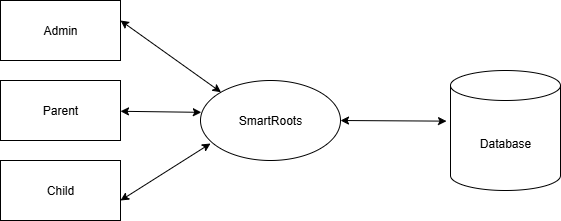 Admin
Parent
SmartRoots
Database
Child